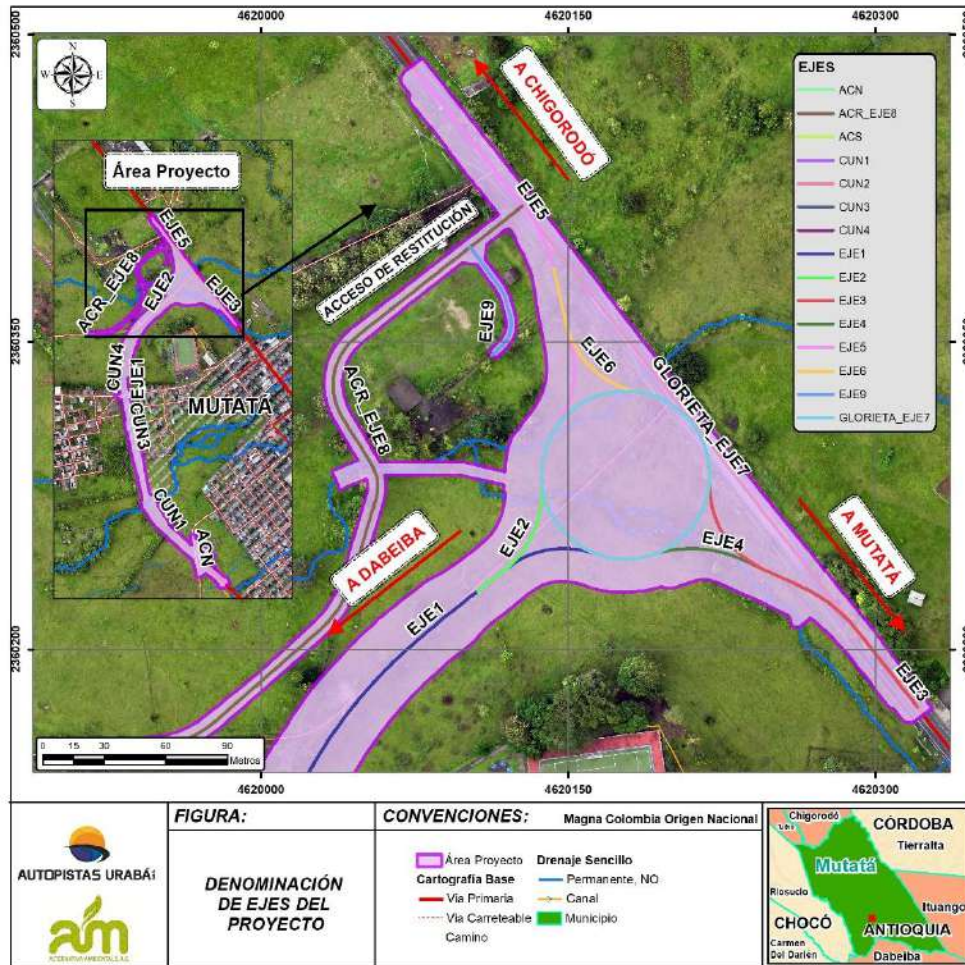 4620000
4620150
4620300
2360500
N
W
E
S
A CHIGORODÓ
EJES
ACN
ACR_EJE8
ACS
CUN1
CUN2
CUN3
CUN4
EJE1
EJE2
EJE3
EJE4
EJE5
EJE6
EJE9
GLORIETA_EJE7
Área Proyecto
EJE5
ACR_EJE8
EJE2
EJE3
CUN4
EJE1
CUN3
MUTATÁ
CUN1
ACN
EJE5
ACCESO DE RESTITUCIÓN
EJE9
2360350
EJE6
GLORIETA_EJE7
ACR_EJE8
A DABEIBA
EJE2
EJE4
A MUTATÁ
EJE1
2360200
EJE3
0 15 30 60 90
Metros
4620000
4620150
4620300
AUTOPISTAS URABÁ
FIGURA:
DENOMINACIÓN
DE EJES DEL
PROYECTO
CONVENCIONES:
Magna Colombia Origen Nacional
Área Proyecto
Drenaje Sencillo
Cartografía Base
Permanente, NO
Vía Primaria
Canal
Vía Carreteable
Municipio
Camino
Chigorodó
CÓRDOBA
Tierralta
Mutatá
Riosucio
Ituango
CHOCÓ
ANTIOQUIA
Carmen
Del Darién
Dabeiba